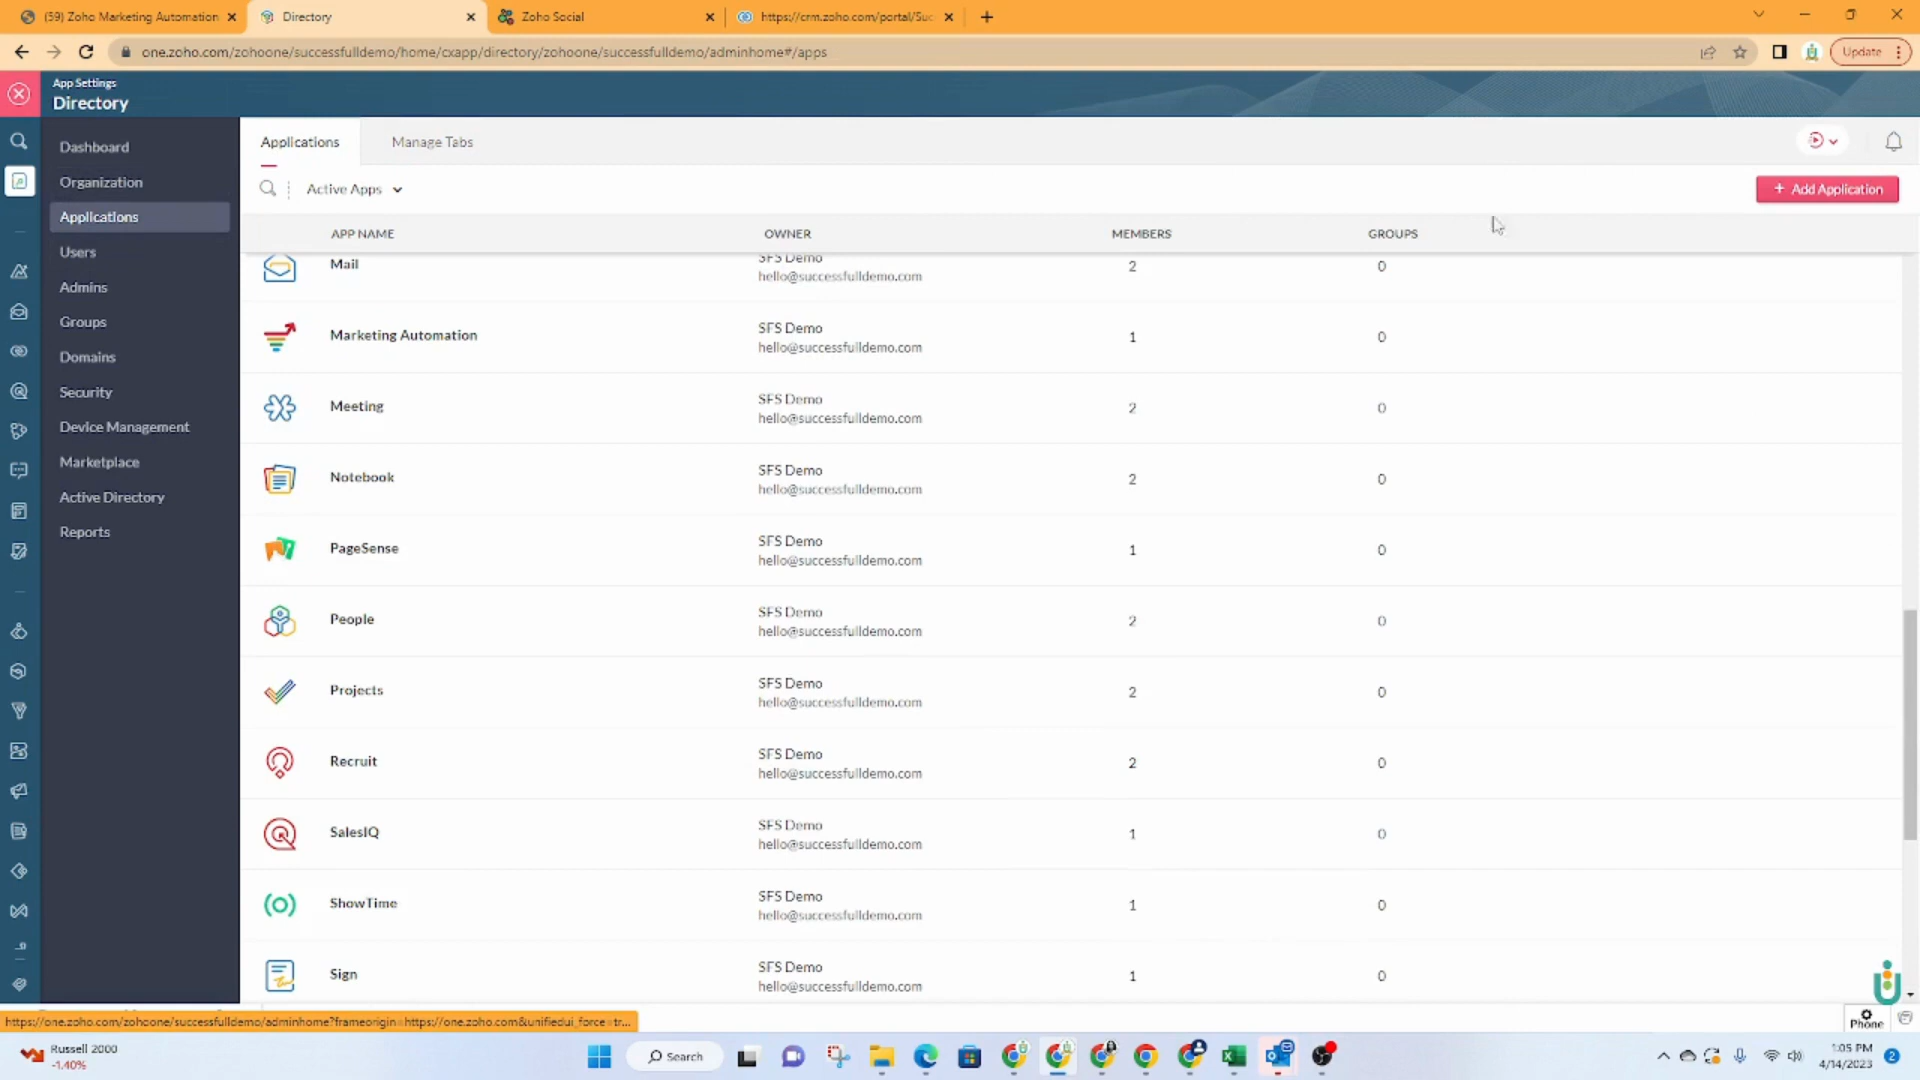 (59) Zoho Marketing Automation
Directory
Zoho Social
https://crm.zoho.com/portal/Suc
one.zoho.com/zohoone/successfulldemo/home/cxapp/directory/zohoone/successfulldemo/adminhome#/apps
Update
App Settings
Directory
Dashboard
Organization
Applications
Users
Admins
Groups
Domains
Security
Device Management
Marketplace
Active Directory
Reports
Applications
Manage Tabs
Active Apps
+ Add Application
APP NAME
OWNER
MEMBERS
GROUPS
Mail
SFS Demo
hello@successfulldemo.com
2
0
Marketing Automation
SFS Demo
hello@successfulldemo.com
1
0
Meeting
SFS Demo
hello@successfulldemo.com
2
0
Notebook
SFS Demo
hello@successfulldemo.com
2
0
PageSense
SFS Demo
hello@successfulldemo.com
1
0
People
SFS Demo
hello@successfulldemo.com
2
0
Projects
SFS Demo
hello@successfulldemo.com
2
0
Recruit
SFS Demo
hello@successfulldemo.com
2
0
SalesIQ
SFS Demo
hello@successfulldemo.com
1
0
ShowTime
SFS Demo
hello@successfulldemo.com
1
0
Sign
SFS Demo
hello@successfulldemo.com
1
0
https://one.zoho.com/zohoone/successfulldemo/adminhome?frameorigin=https://one.zoho.com&unifiedui_force=tr...
Phone
Russell 2000
-1.40%
Search
1:05 PM
4/14/2023
2